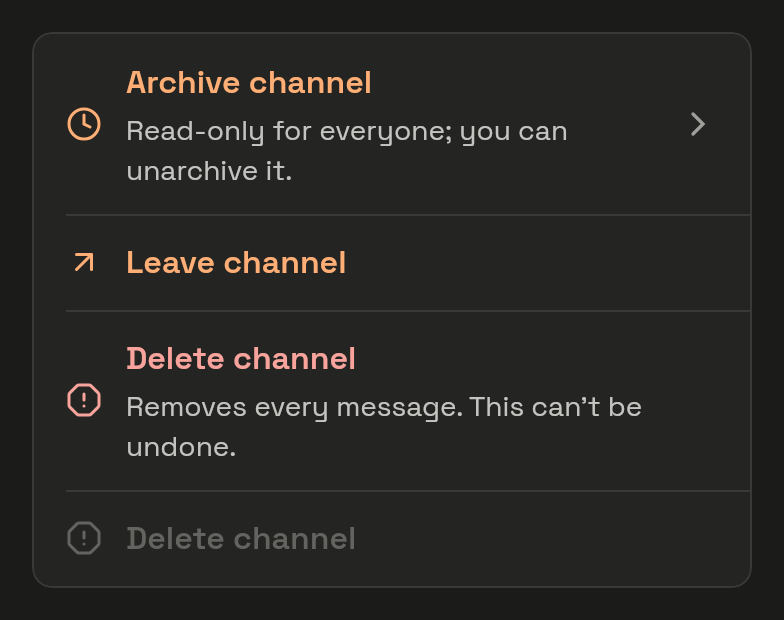 Archive channel
Read-only for everyone; you can
unarchive it.
Leave channel
Delete channel
Removes every message. This can’t be
undone.
Delete channel